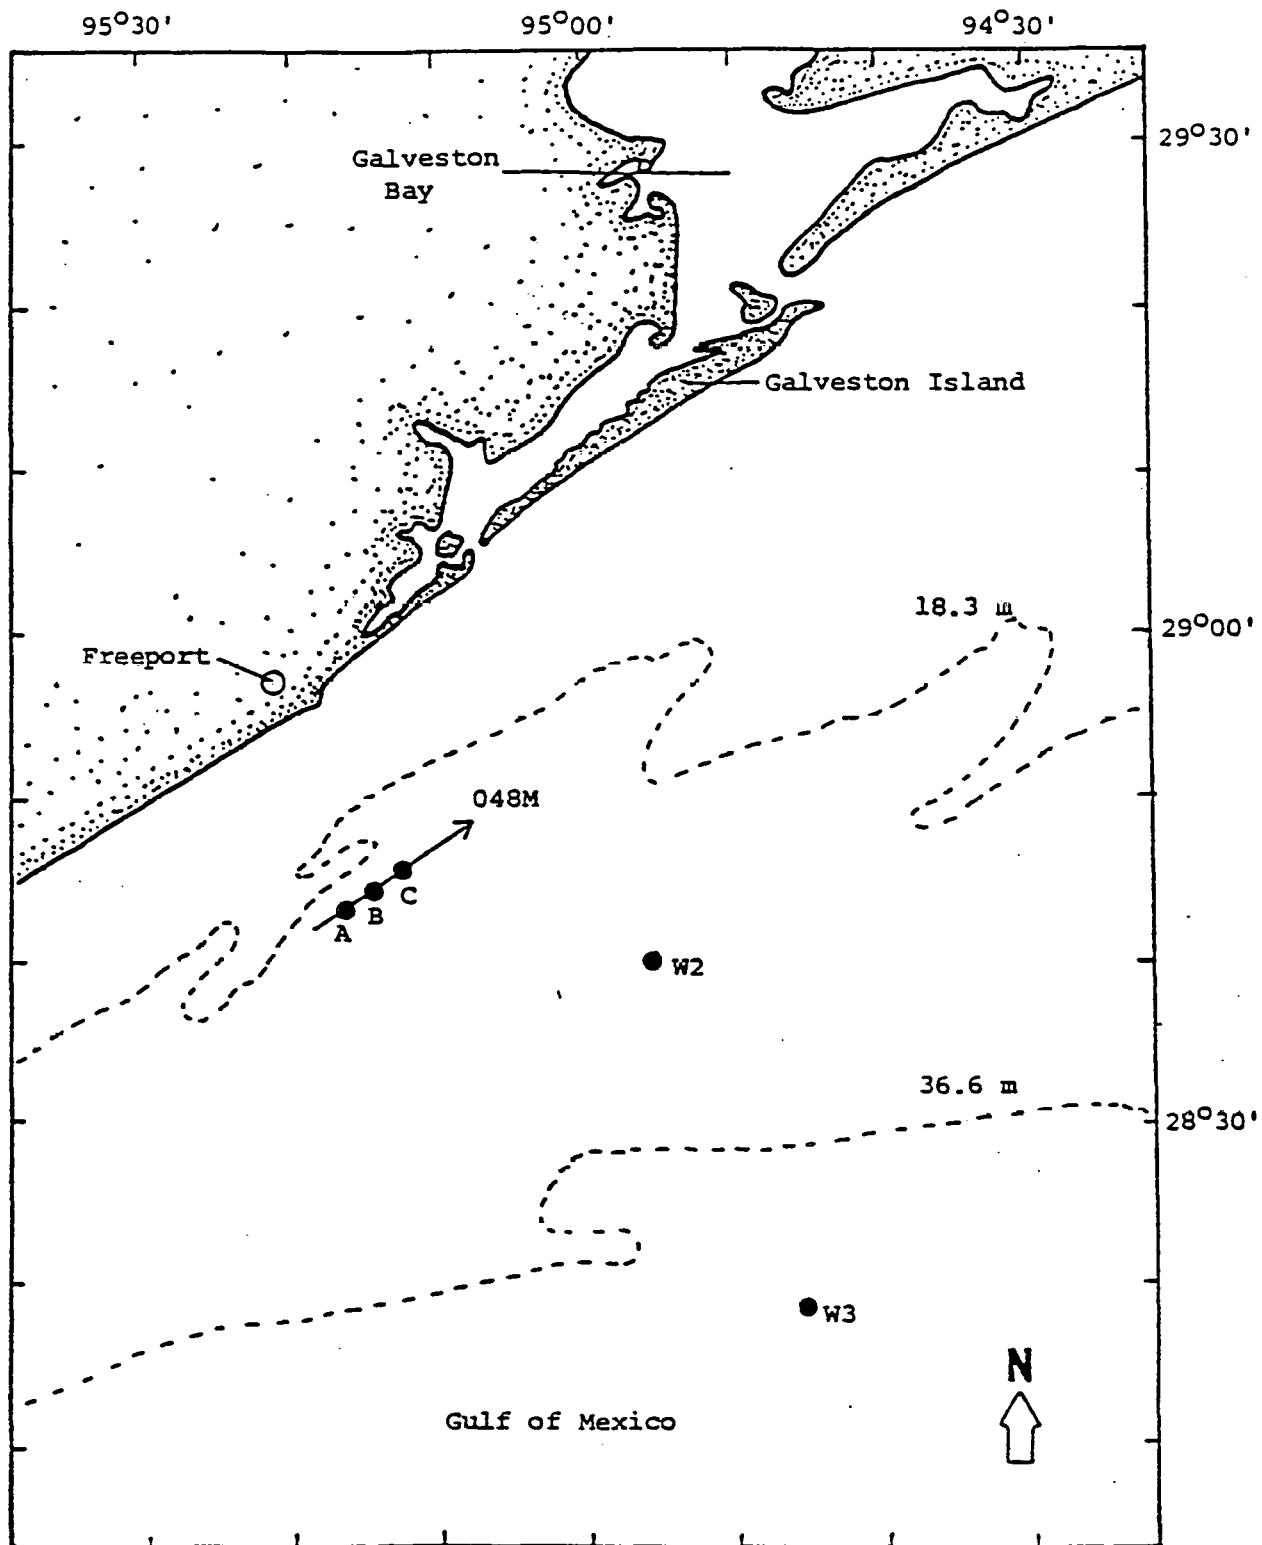 95°30'
95°00'
94°30'
29°30'
Galveston
Bay
Galveston Island
18.3 m
29°00'
Freeport
048M
C
B
A
W2
36.6 m
28°30'
W3
N
Gulf of Mexico